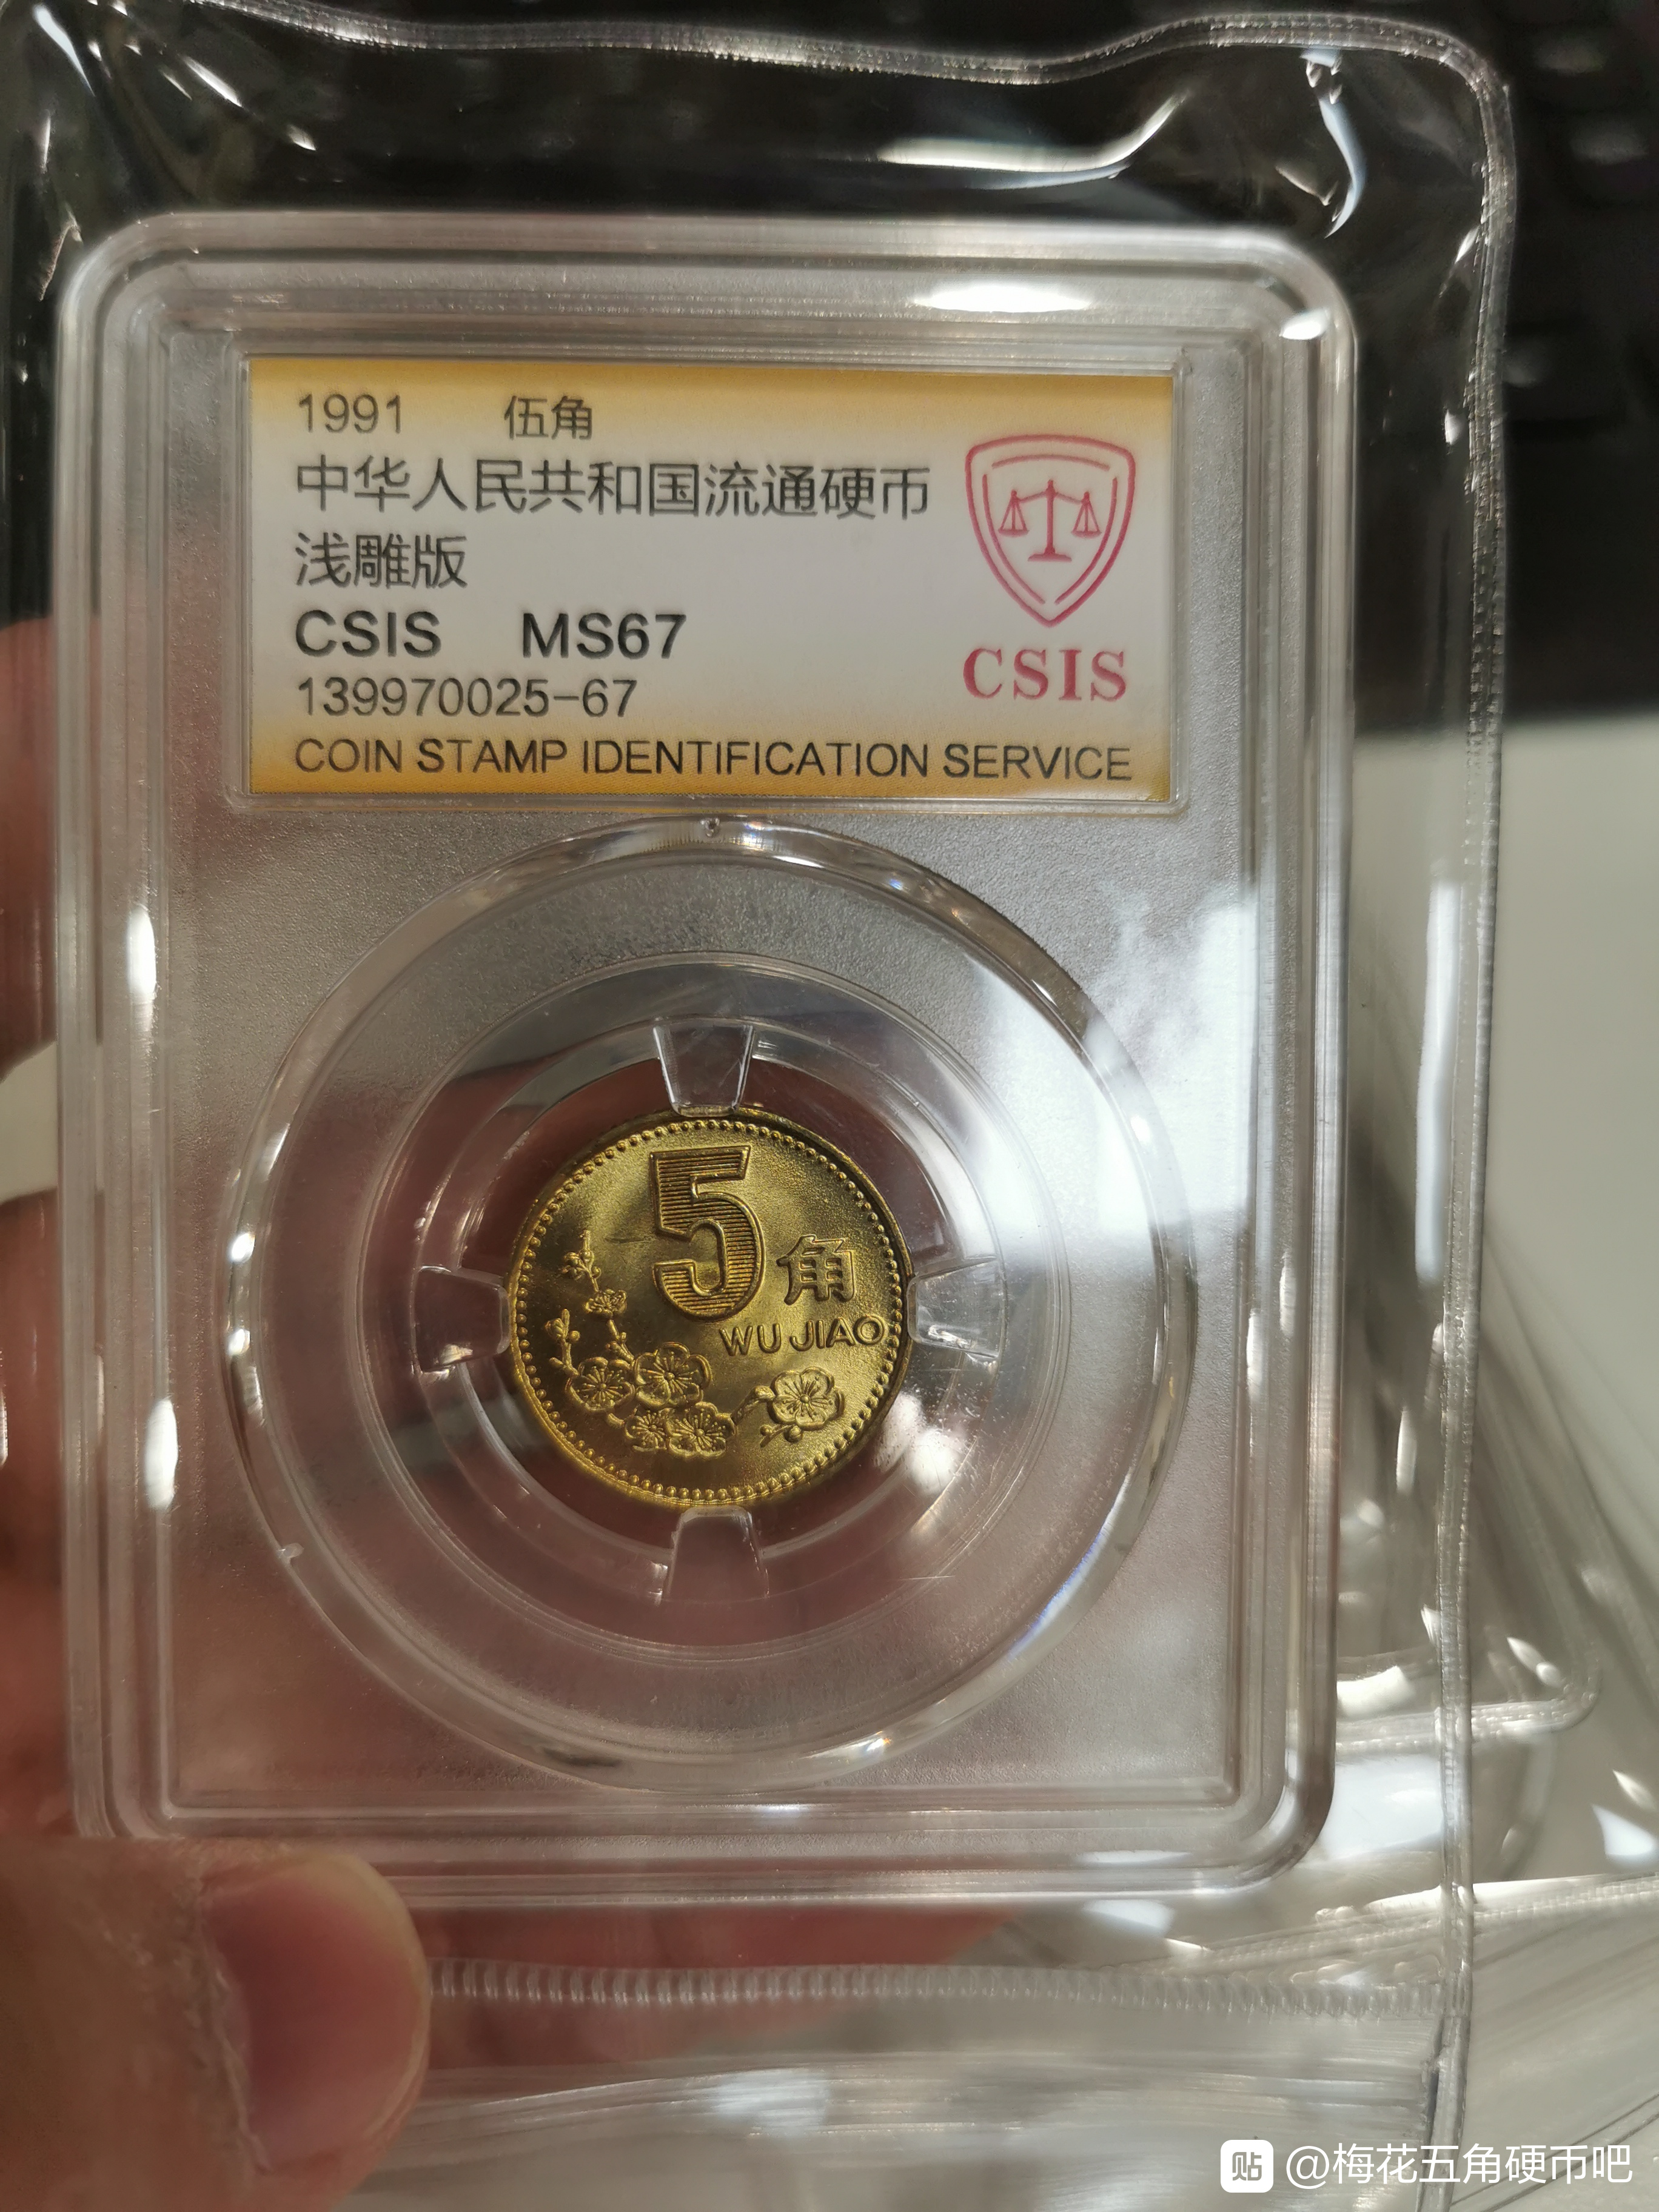 1991 伍角
中华人民共和国流通硬币
浅雕版
CSIS MS67
139970025-67
COIN STAMP IDENTIFICATION SERVICE
CSIS
5角
WU JIAO
贴 @梅花五角硬币吧